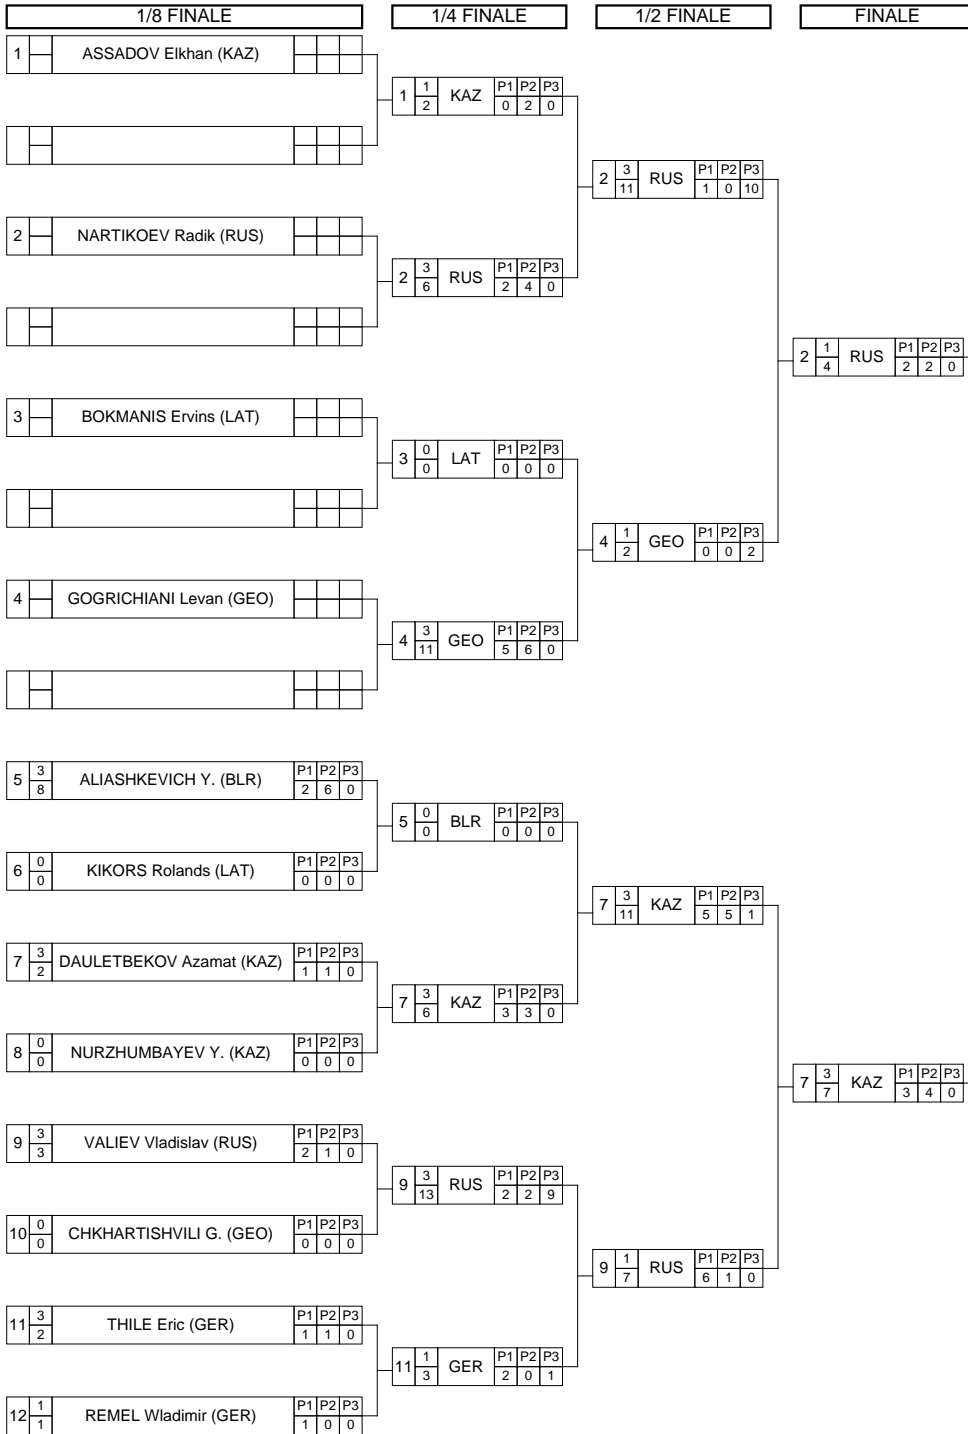 1/8 FINALE 1/4 FINALE 1/2 FINALE FINALE
1 ASSADOV Elkhan (KAZ)
1 1 2 KAZ P1 P2 P3 0 2 0
2 3 11 RUS P1 P2 P3 1 0 10
2 NARTIKOEV Radik (RUS)
2 3 6 RUS P1 P2 P3 2 4 0
2 1 4 RUS P1 P2 P3 2 2 0
3 BOKMANIS Ervins (LAT)
3 0 0 LAT P1 P2 P3 0 0 0
4 1 2 GEO P1 P2 P3 0 0 2
4 GOGRICHIANI Levan (GEO)
4 3 11 GEO P1 P2 P3 5 6 0
5 3 8 ALIASHKEVICH Y. (BLR) P1 P2 P3 2 6 0
5 0 0 BLR P1 P2 P3 0 0 0
6 0 0 KIKORS Rolands (LAT) P1 P2 P3 0 0 0
7 3 11 KAZ P1 P2 P3 5 5 1
7 3 2 DAULETBEKOV Azamat (KAZ) P1 P2 P3 1 1 0
7 3 6 KAZ P1 P2 P3 3 3 0
8 0 0 NURZHUMBAYEV Y. (KAZ) P1 P2 P3 0 0 0
7 3 7 KAZ P1 P2 P3 3 4 0
9 3 3 VALIEV Vladislav (RUS) P1 P2 P3 2 1 0
9 3 13 RUS P1 P2 P3 2 2 9
10 0 0 CHKHARTISHVILI G. (GEO) P1 P2 P3 0 0 0
9 1 7 RUS P1 P2 P3 6 1 0
11 3 2 THILE Eric (GER) P1 P2 P3 1 1 0
11 1 3 GER P1 P2 P3 2 0 1
12 1 1 REMEL Wladimir (GER) P1 P2 P3 1 0 0